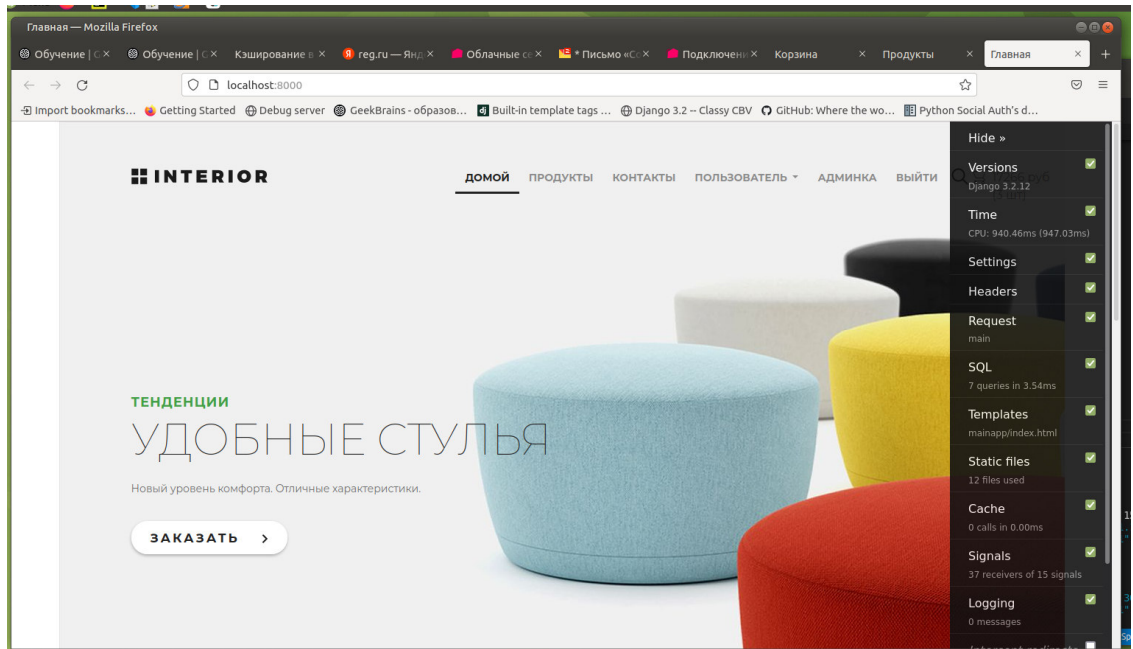 Главная — Mozilla Firefox
Обучение | G Обучение | G Кэширование в reg.ru — Янд Облачные се * Письмо «Сс Подключени Корзина Продукты Главная
localhost:8000
Import bookmarks... Getting Started Debug server GeekBrains - образов... Built-in template tags ... Django 3.2 -- Classy CBV GitHub: Where the wo... Python Social Auth's d...
Hide »
INTERIOR
ДОМОЙ ПРОДУКТЫ КОНТАКТЫ ПОЛЬЗОВАТЕЛЬ АДМИНКА ВЫЙТИ
Versions
Django 3.2.12
Time
CPU: 940.46ms (947.03ms)
Settings
Headers
Request
main
SQL
7 queries in 3.54ms
Templates
mainapp/index.html
Static files
12 files used
Cache
0 calls in 0.00ms
Signals
37 receivers of 15 signals
Logging
0 messages
Intercept redirects
ТЕНДЕНЦИИ
УДОБНЫЕ СТУЛЬЯ
Новый уровень комфорта. Отличные характеристики.
ЗАКАЗАТЬ